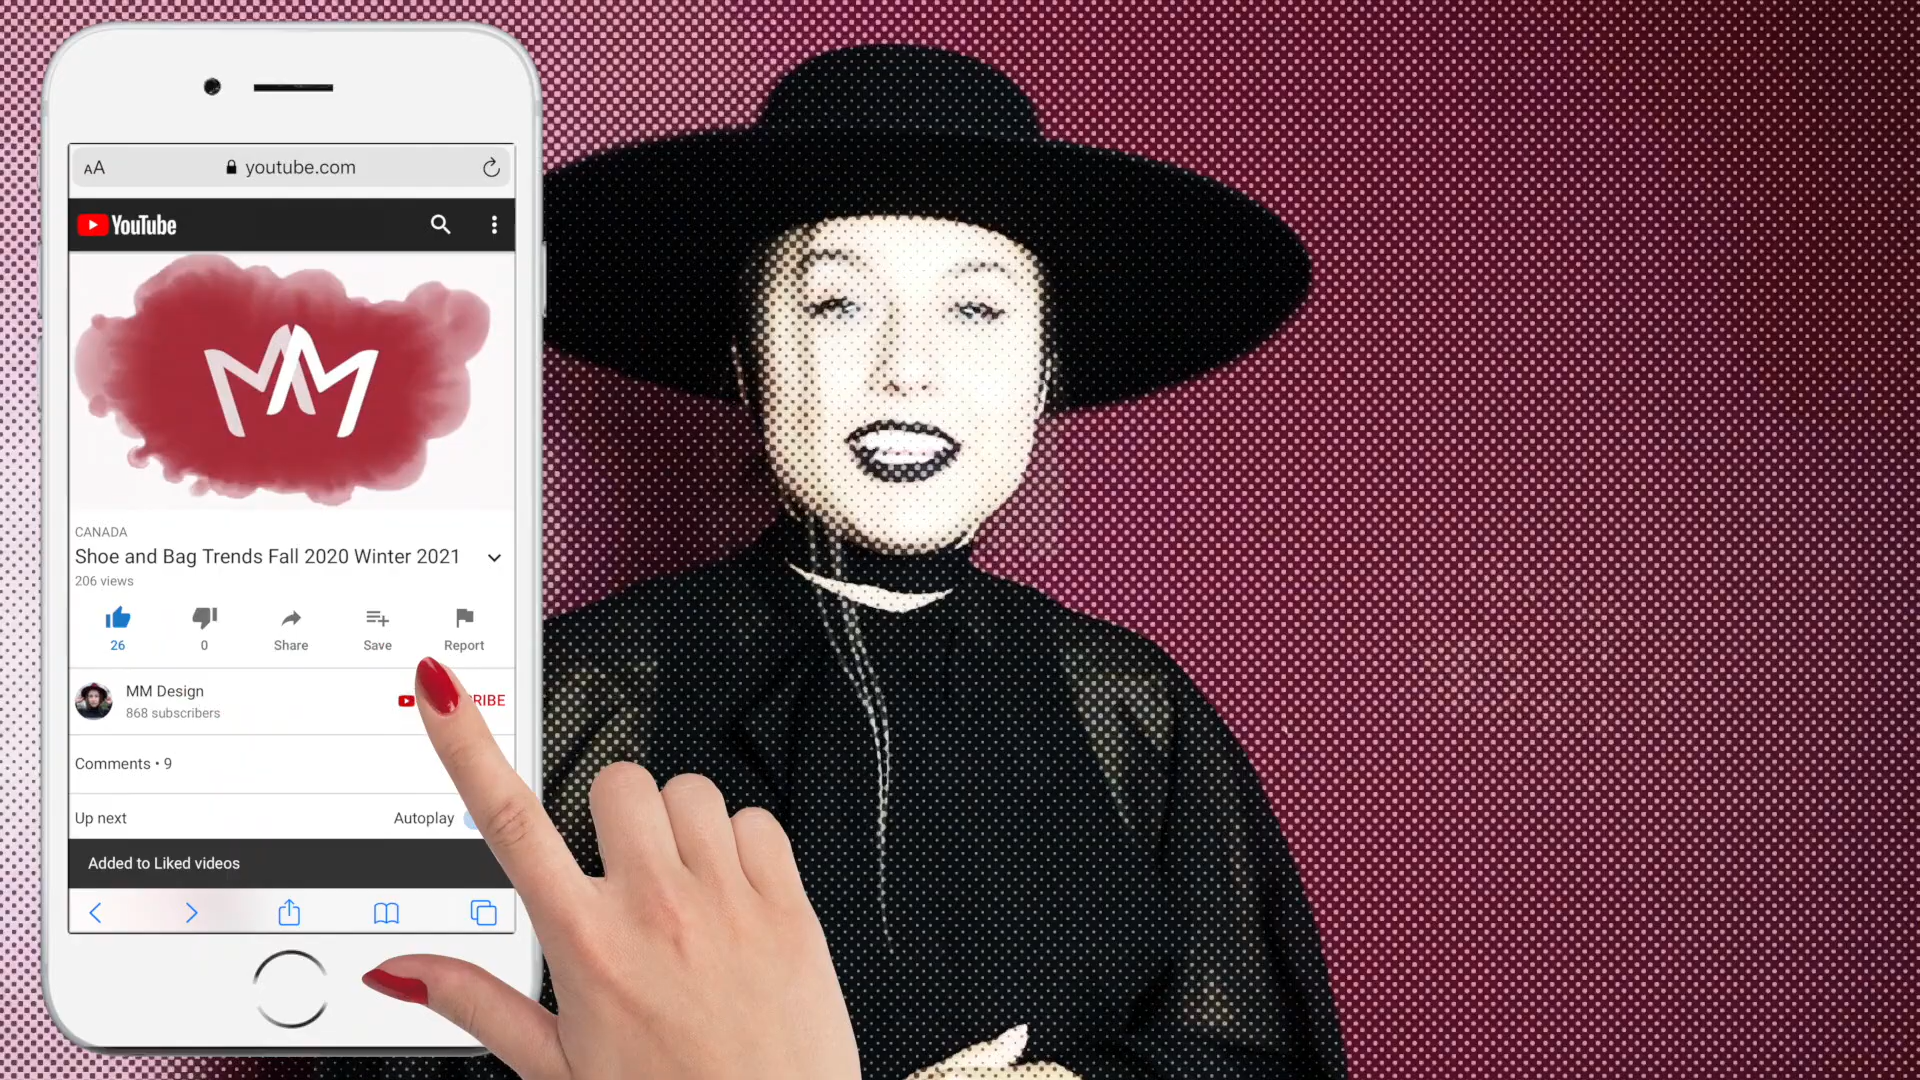 AA youtube.com
YouTube
MM
CANADA
Shoe and Bag Trends Fall 2020 Winter 2021
206 views
26 0 Share Save Report
MM Design
RIBE
868 subscribers
Comments • 9
Up next Autoplay
Added to Liked videos